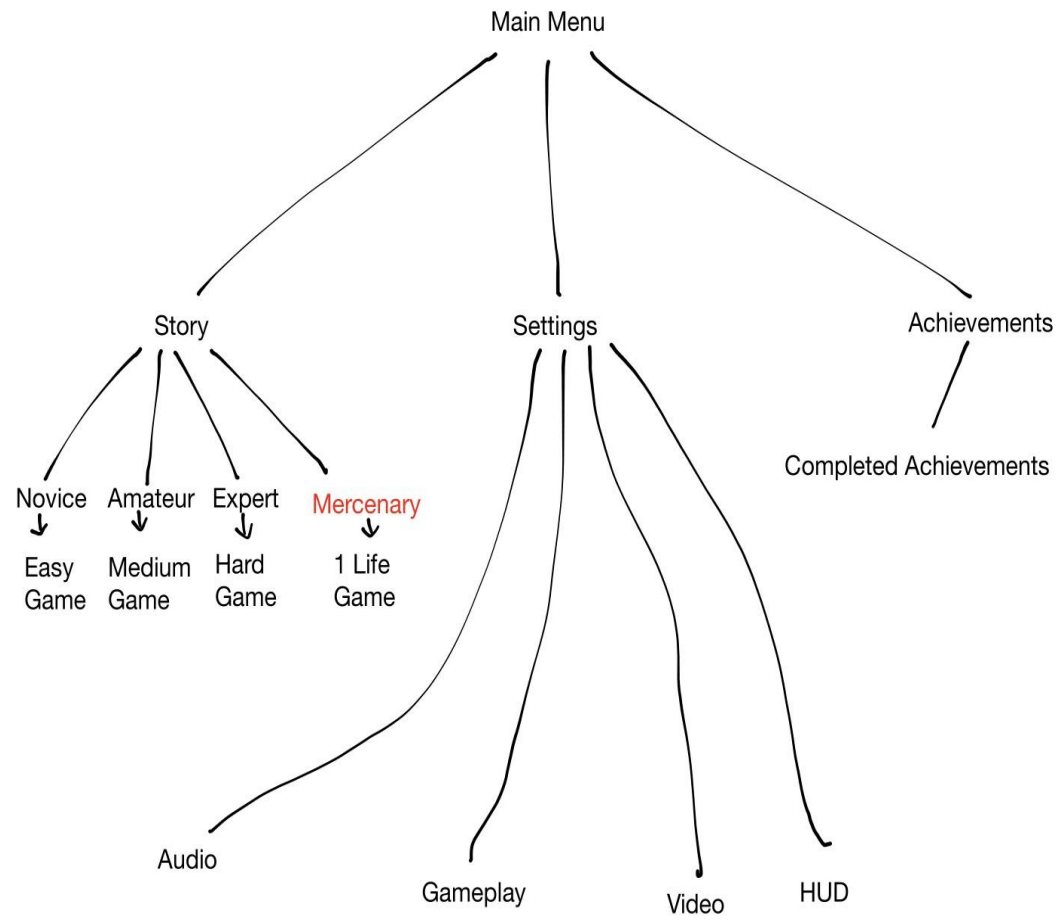 Main Menu
Story
Settings
Achievements
Completed Achievements
Novice
Amateur
Expert
Mercenary
Easy
Game
Medium
Game
Hard
Game
1 Life
Game
Audio
Gameplay
Video
HUD